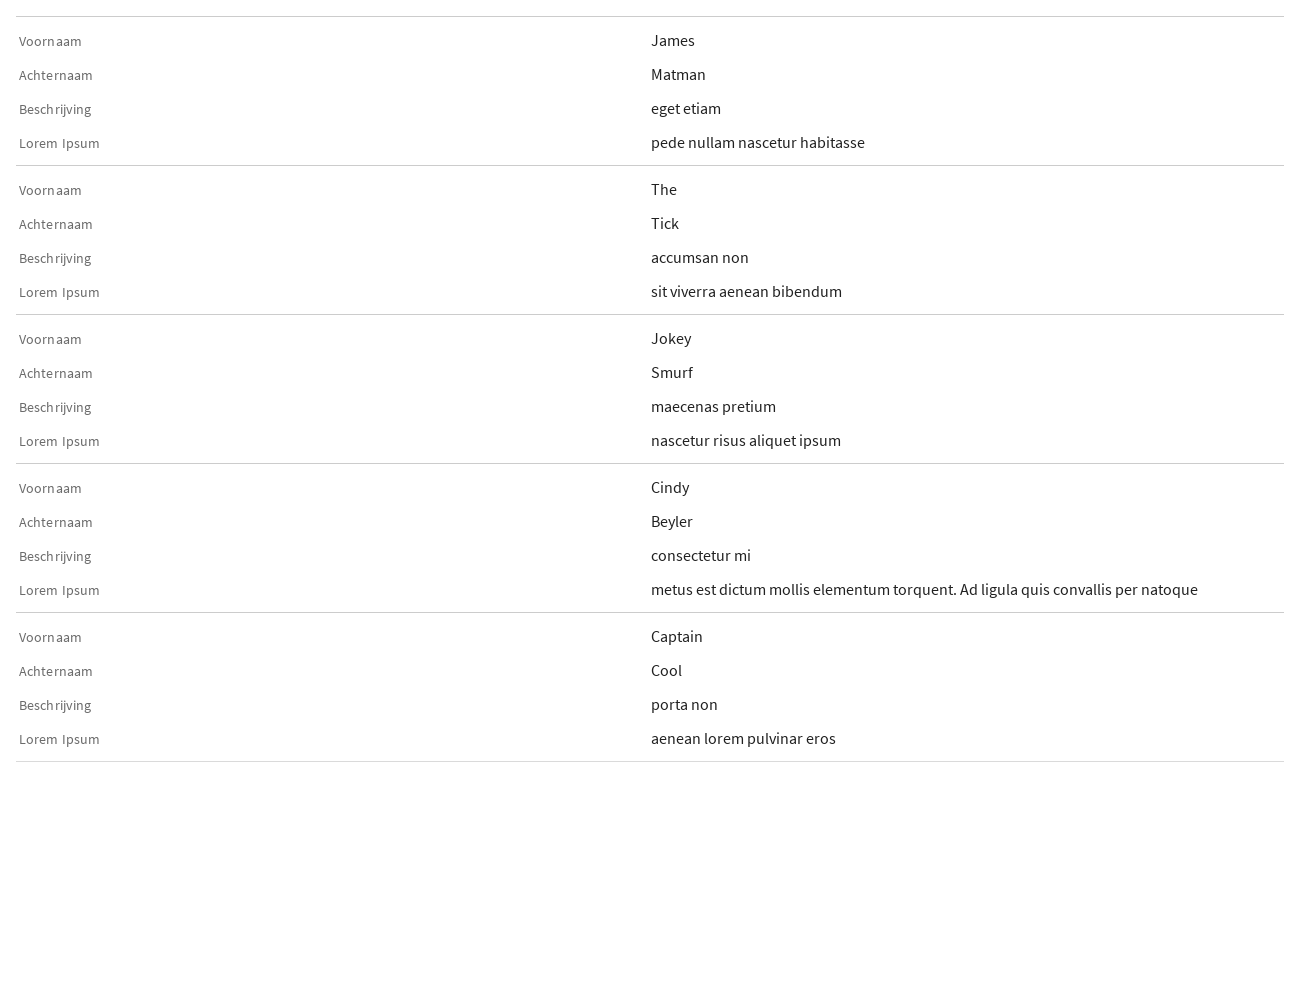 Voornaam James
Achternaam Matman
Beschrijving eget etiam
Lorem Ipsum pede nullam nascetur habitasse
Voornaam The
Achternaam Tick
Beschrijving accumsan non
Lorem Ipsum sit viverra aenean bibendum
Voornaam Jokey
Achternaam Smurf
Beschrijving maecenas pretium
Lorem Ipsum nascetur risus aliquet ipsum
Voornaam Cindy
Achternaam Beyler
Beschrijving consectetur mi
Lorem Ipsum metus est dictum mollis elementum torquent. Ad ligula quis convallis per natoque
Voornaam Captain
Achternaam Cool
Beschrijving porta non
Lorem Ipsum aenean lorem pulvinar eros